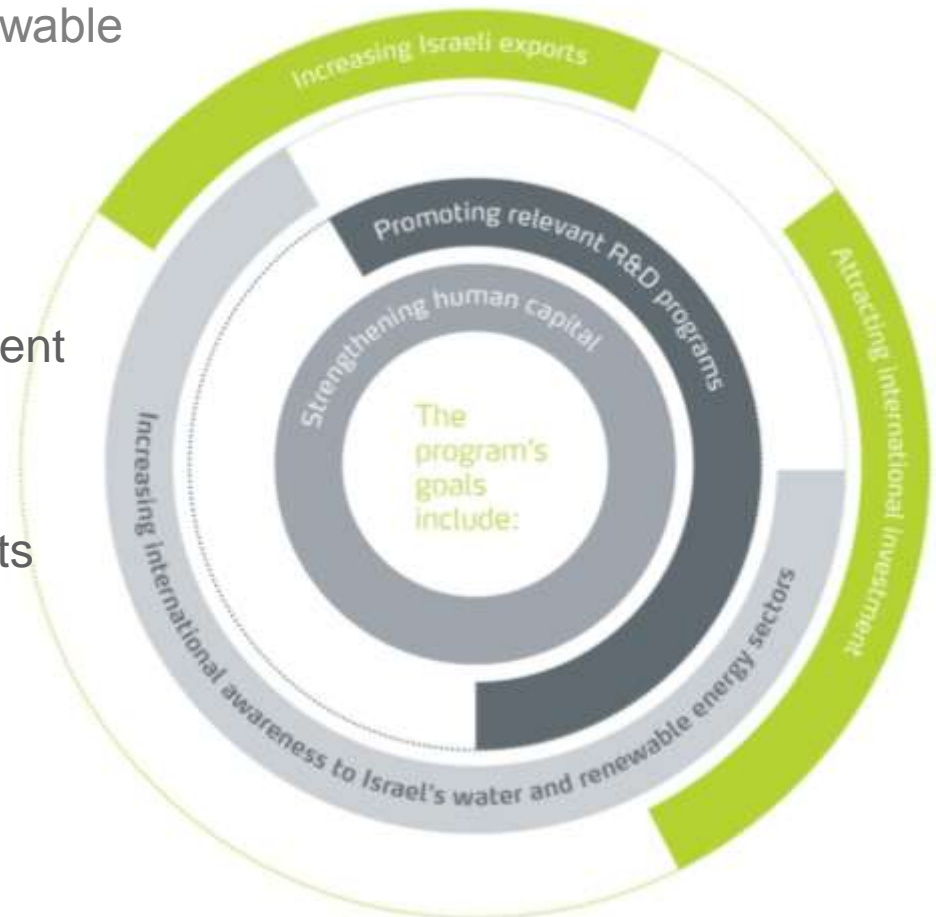 ewable
ent
ts
Increasing Israeli exports
Attracting international investment
Promoting relevant R&D programs
Strengthening human capital
The
program's
goals
include:
Increasing international awareness to Israel's water and renewable energy sectors